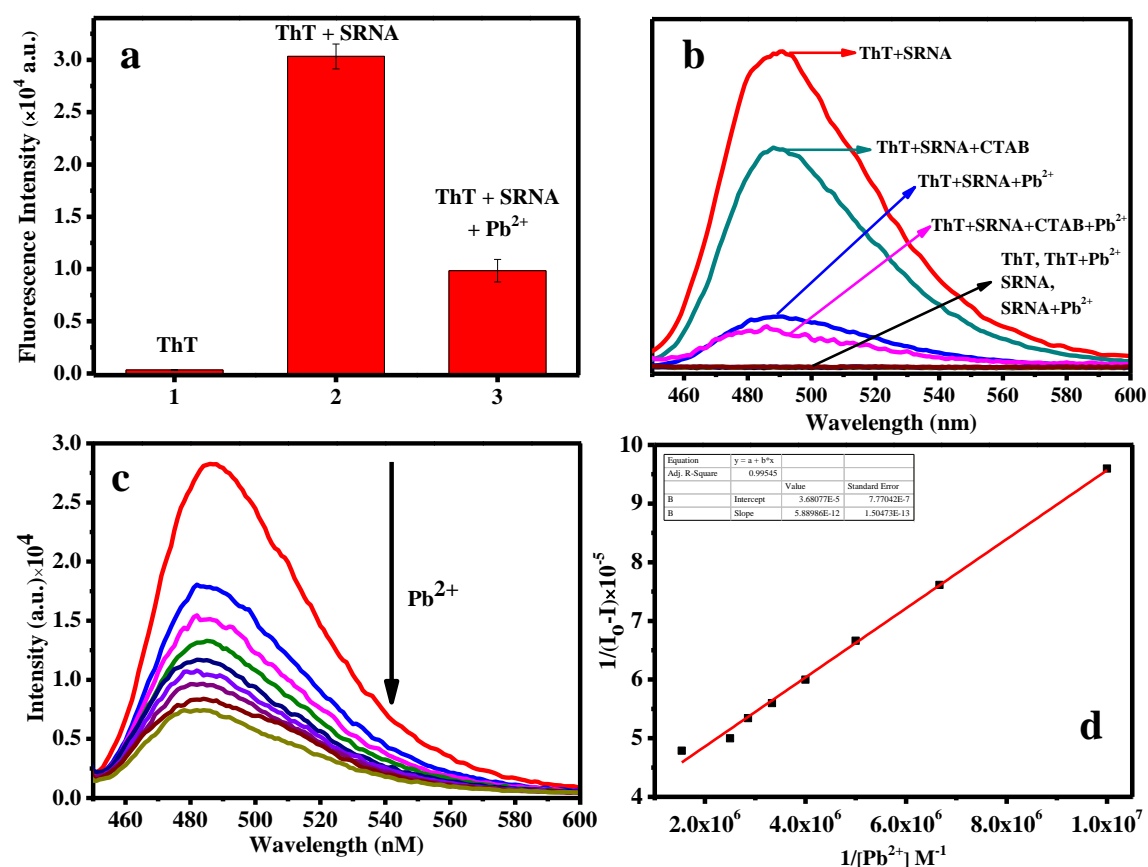 a
ThT + SRNA
ThT + SRNA
+ Pb²⁺
ThT
Fluorescence Intensity (×10⁴ a.u.)
3.0
2.5
2.0
1.5
1.0
0.5
0.0
1 2 3
b
ThT+SRNA
ThT+SRNA+CTAB
ThT+SRNA+Pb²⁺
ThT+SRNA+CTAB+Pb²⁺
ThT, ThT+Pb²⁺
SRNA,
SRNA+Pb²⁺
460 480 500 520 540 560 580 600
Wavelength (nm)
c
Pb²⁺
Intensity (a.u.)×10⁴
3.0
2.5
2.0
1.5
1.0
0.5
0.0
460 480 500 520 540 560 580 600
Wavelength (nM)
Equation y = a + b*x
Adj. R-Square 0.99545
Value Standard Error
B Intercept 3.68077E-5 7.77042E-7
B Slope 5.88986E-12 1.50473E-13
d
1/(I₀-I)×10⁻⁵
10
9
8
7
6
5
4
2.0x10⁶ 4.0x10⁶ 6.0x10⁶ 8.0x10⁶ 1.0x10⁷
1/[Pb²⁺] M⁻¹